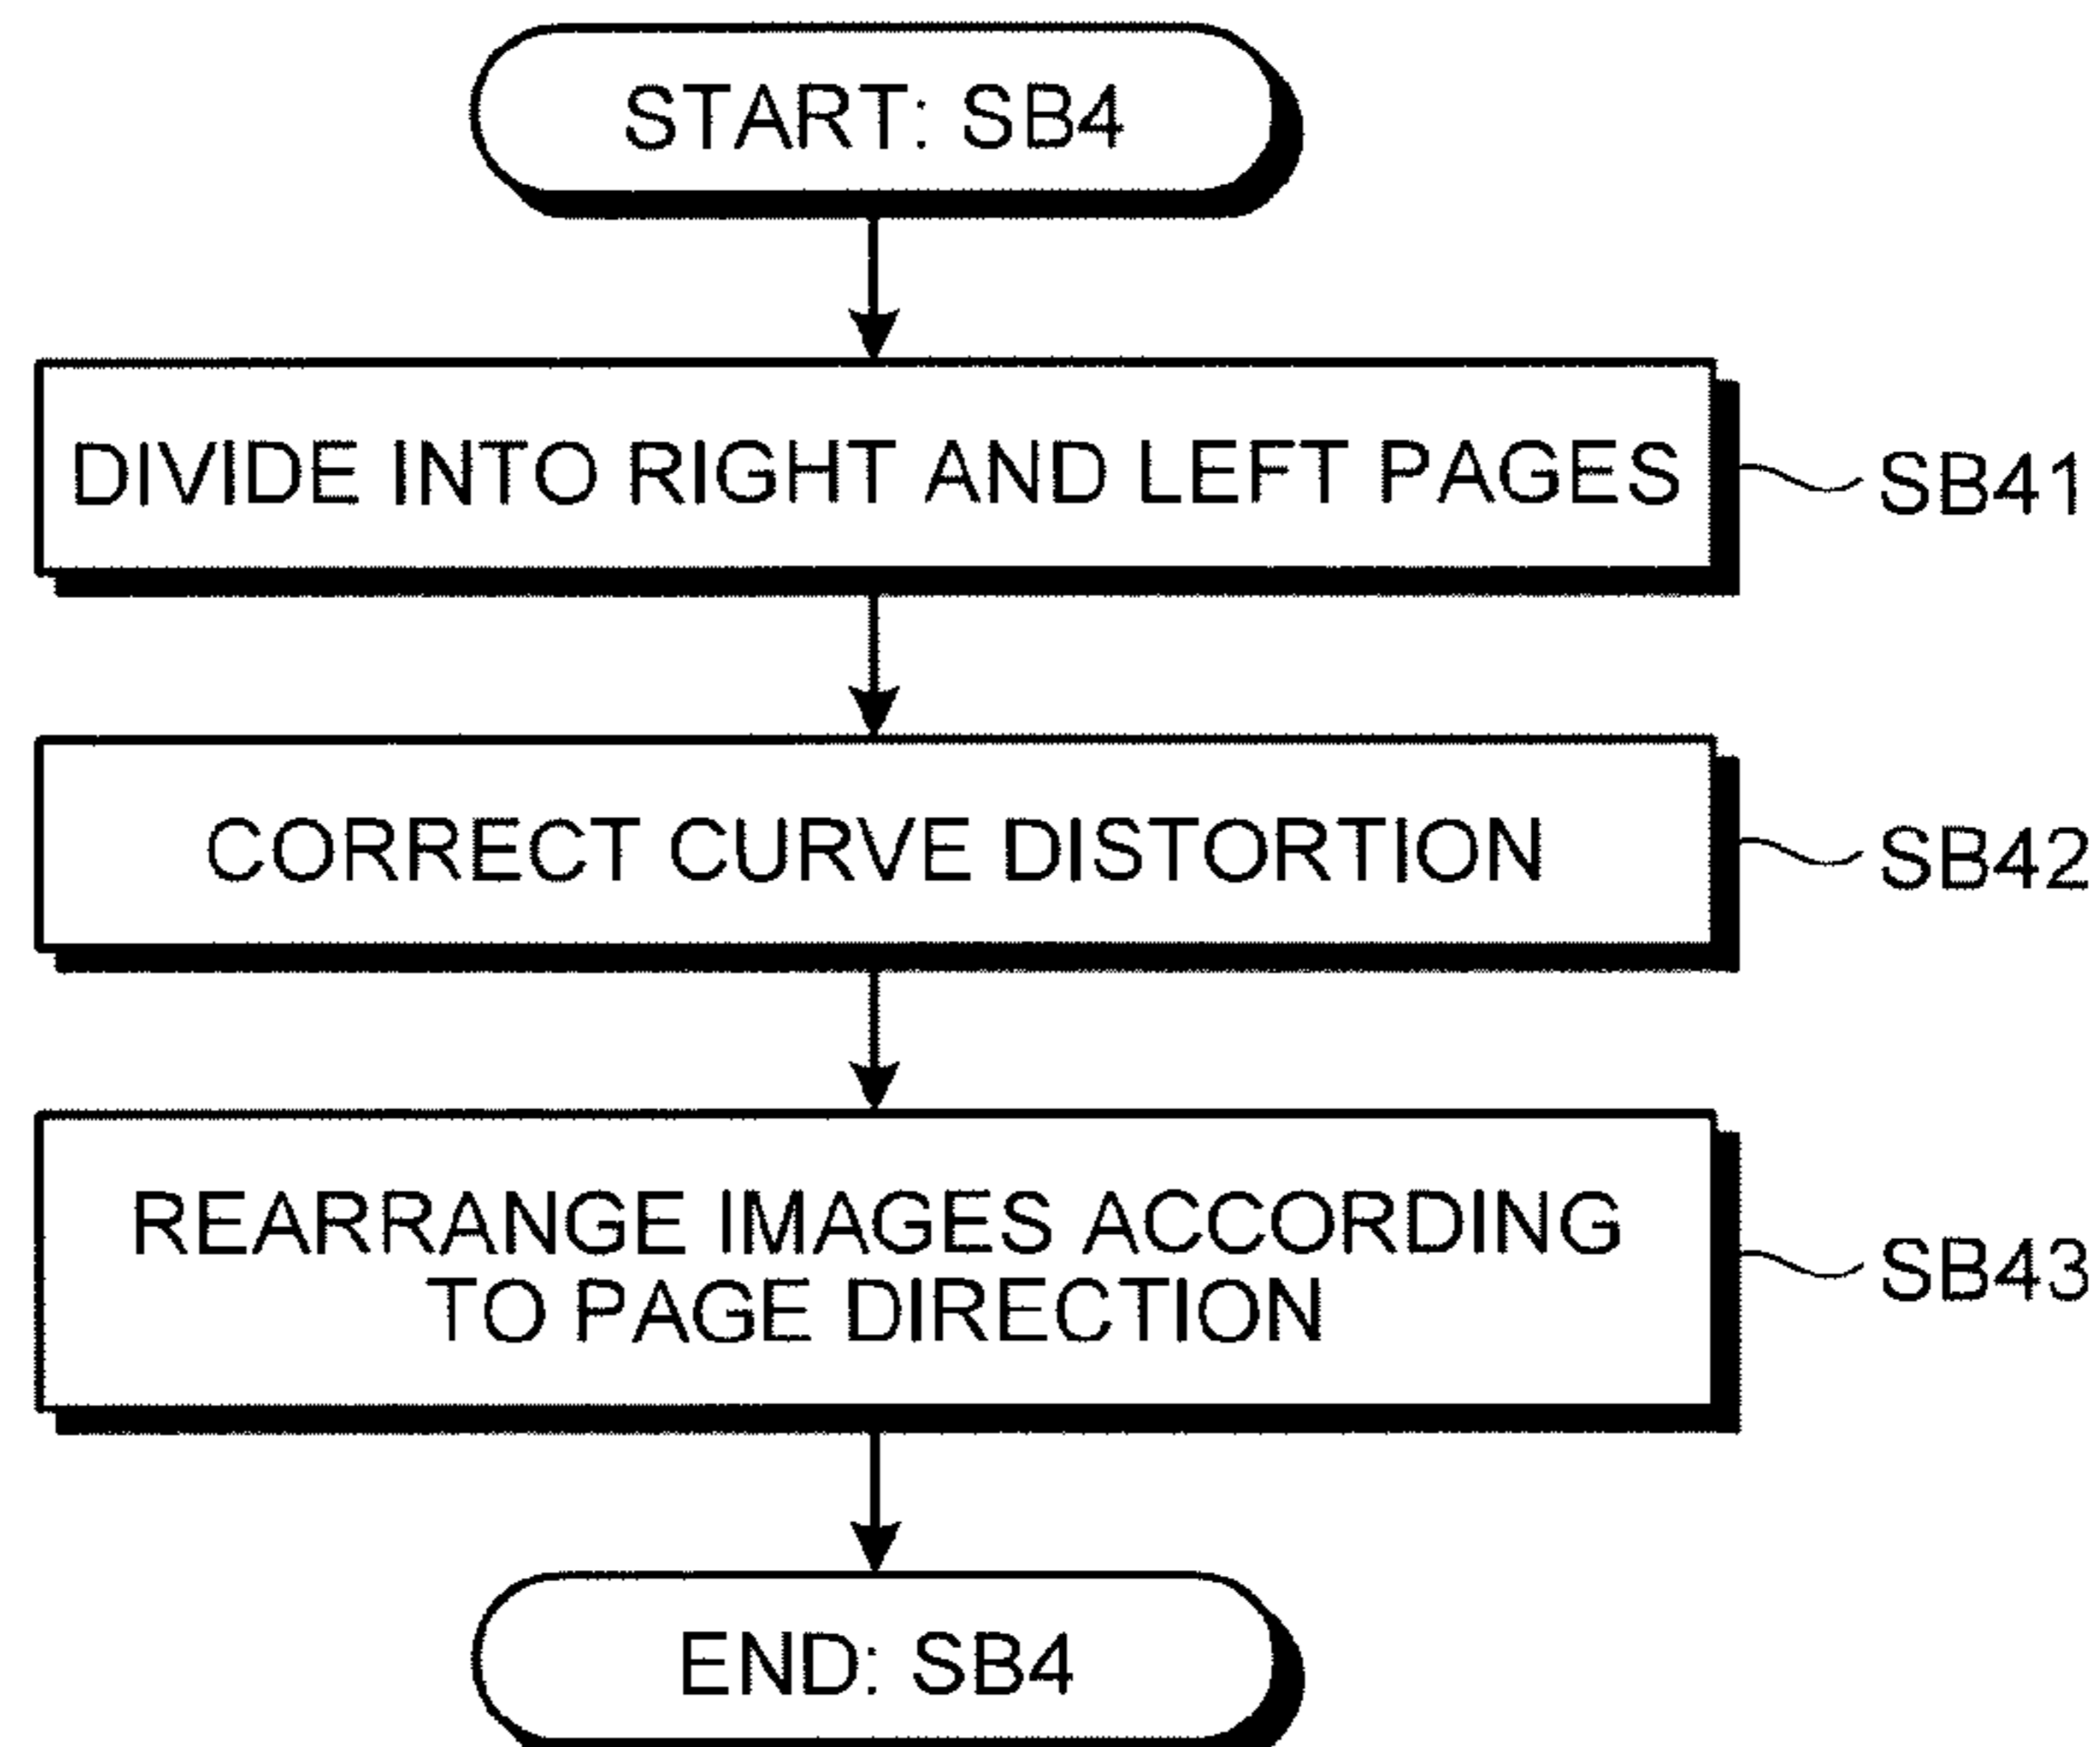 START: SB4
DIVIDE INTO RIGHT AND LEFT PAGES
SB41
CORRECT CURVE DISTORTION
SB42
REARRANGE IMAGES ACCORDING
TO PAGE DIRECTION
SB43
END: SB4